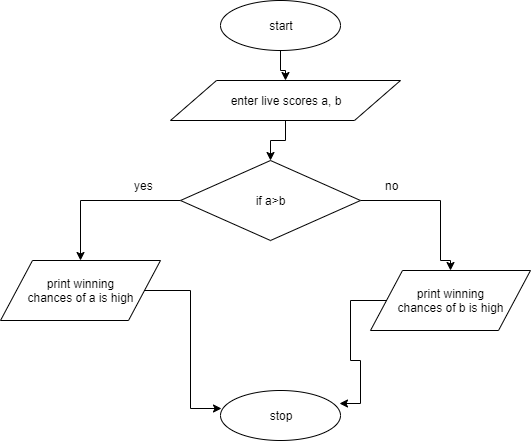 start
enter live scores a, b
if a>b
yes
no
print winning
chances of a is high
print winning
chances of b is high
stop